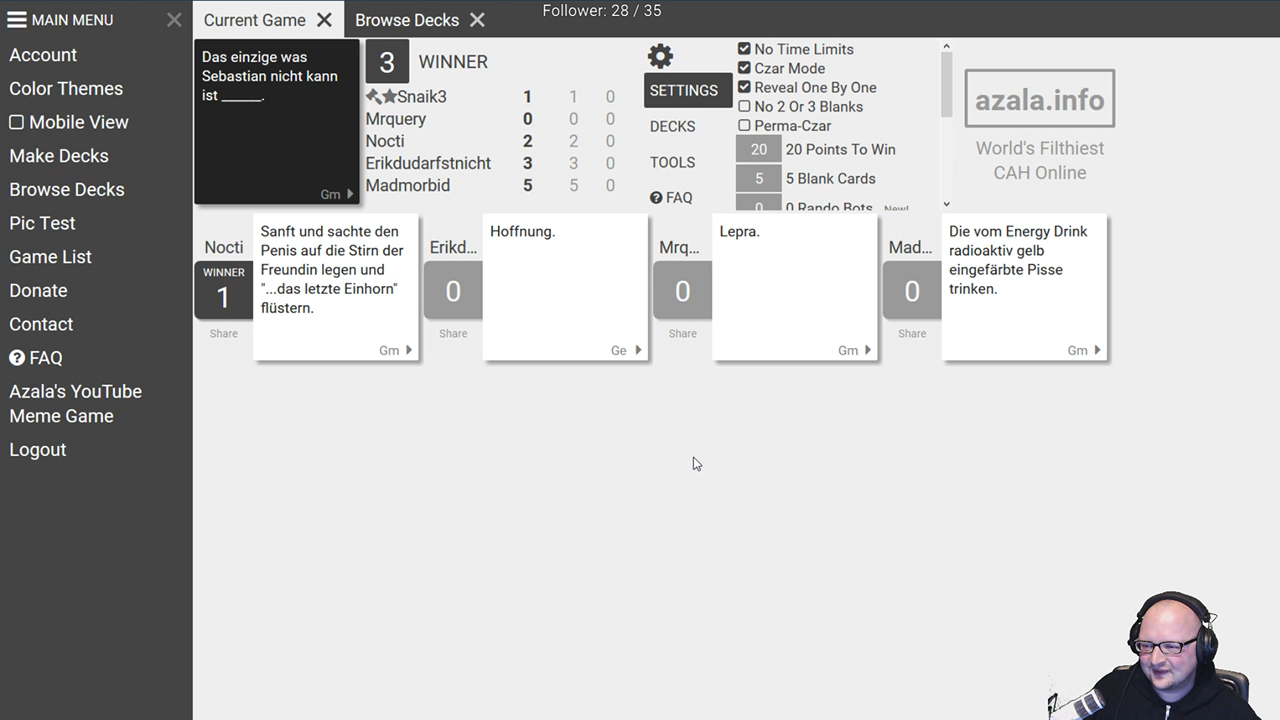 MAIN MENU
Account
Color Themes
Mobile View
Make Decks
Browse Decks
Pic Test
Game List
Donate
Contact
FAQ
Azala's YouTube
Meme Game
Logout
Current Game
Browse Decks
Follower: 28 / 35
Das einzige was
Sebastian nicht kann
ist ______.
Gm
3 WINNER
Snaik3 1 1 0
Mrquery 0 0 0
Nocti 2 2 0
Erikdudarfstnicht 3 3 0
Madmorbid 5 5 0
SETTINGS
DECKS
TOOLS
FAQ
No Time Limits
Czar Mode
Reveal One By One
No 2 Or 3 Blanks
Perma-Czar
20 20 Points To Win
5 5 Blank Cards
0 0 Rando Bots New!
azala.info
World's Filthiest
CAH Online
Nocti
WINNER
1
Share
Sanft und sachte den
Penis auf die Stirn der
Freundin legen und
"...das letzte Einhorn"
flüstern.
Gm
Erikd...
0
Share
Hoffnung.
Ge
Mrq...
0
Share
Lepra.
Gm
Mad...
0
Share
Die vom Energy Drink
radioaktiv gelb
eingefärbte Pisse
trinken.
Gm